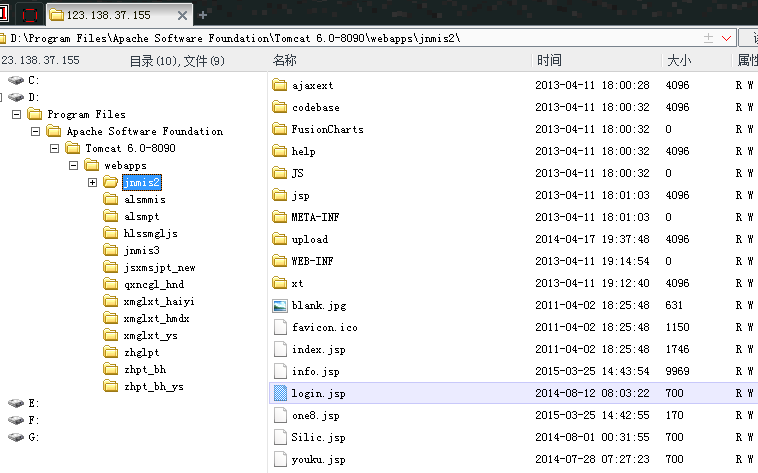 123.138.37.155
D:\Program Files\Apache Software Foundation\Tomcat 6.0-8090\webapps\jnmis2\
23.138.37.155 目录(10),文件(9)
C:
D:
Program Files
Apache Software Foundation
Tomcat 6.0-8090
webapps
jnmis2
alsmmis
alsmpt
hlssmgljs
jnmis3
jsxmsjpt_new
qxncgl_hnd
xmglxt_haiyi
xmglxt_hmdx
xmglxt_ys
zhglpt
zhpt_bh
zhpt_bh_ys
E:
F:
G:
名称 时间 大小 属性
ajaxext 2013-04-11 18:00:28 4096 R W
codebase 2013-04-11 18:00:32 4096 R W
FusionCharts 2013-04-11 18:00:32 0 R W
help 2013-04-11 18:00:32 4096 R W
JS 2013-04-11 18:00:32 0 R W
jsp 2013-04-11 18:01:03 4096 R W
META-INF 2013-04-11 18:01:03 0 R W
upload 2014-04-17 19:37:48 4096 R W
WEB-INF 2013-04-11 19:14:54 0 R W
xt 2013-04-11 19:12:40 4096 R W
blank.jpg 2011-04-02 18:25:48 631 R W
favicon.ico 2011-04-02 18:25:48 1150 R W
index.jsp 2011-04-02 18:25:48 1746 R W
info.jsp 2015-03-25 14:43:54 9969 R W
login.jsp 2014-08-12 08:03:22 700 R W
one8.jsp 2015-03-25 14:42:55 170 R W
Silic.jsp 2014-08-01 00:31:55 700 R W
youku.jsp 2014-07-28 07:27:23 700 R W